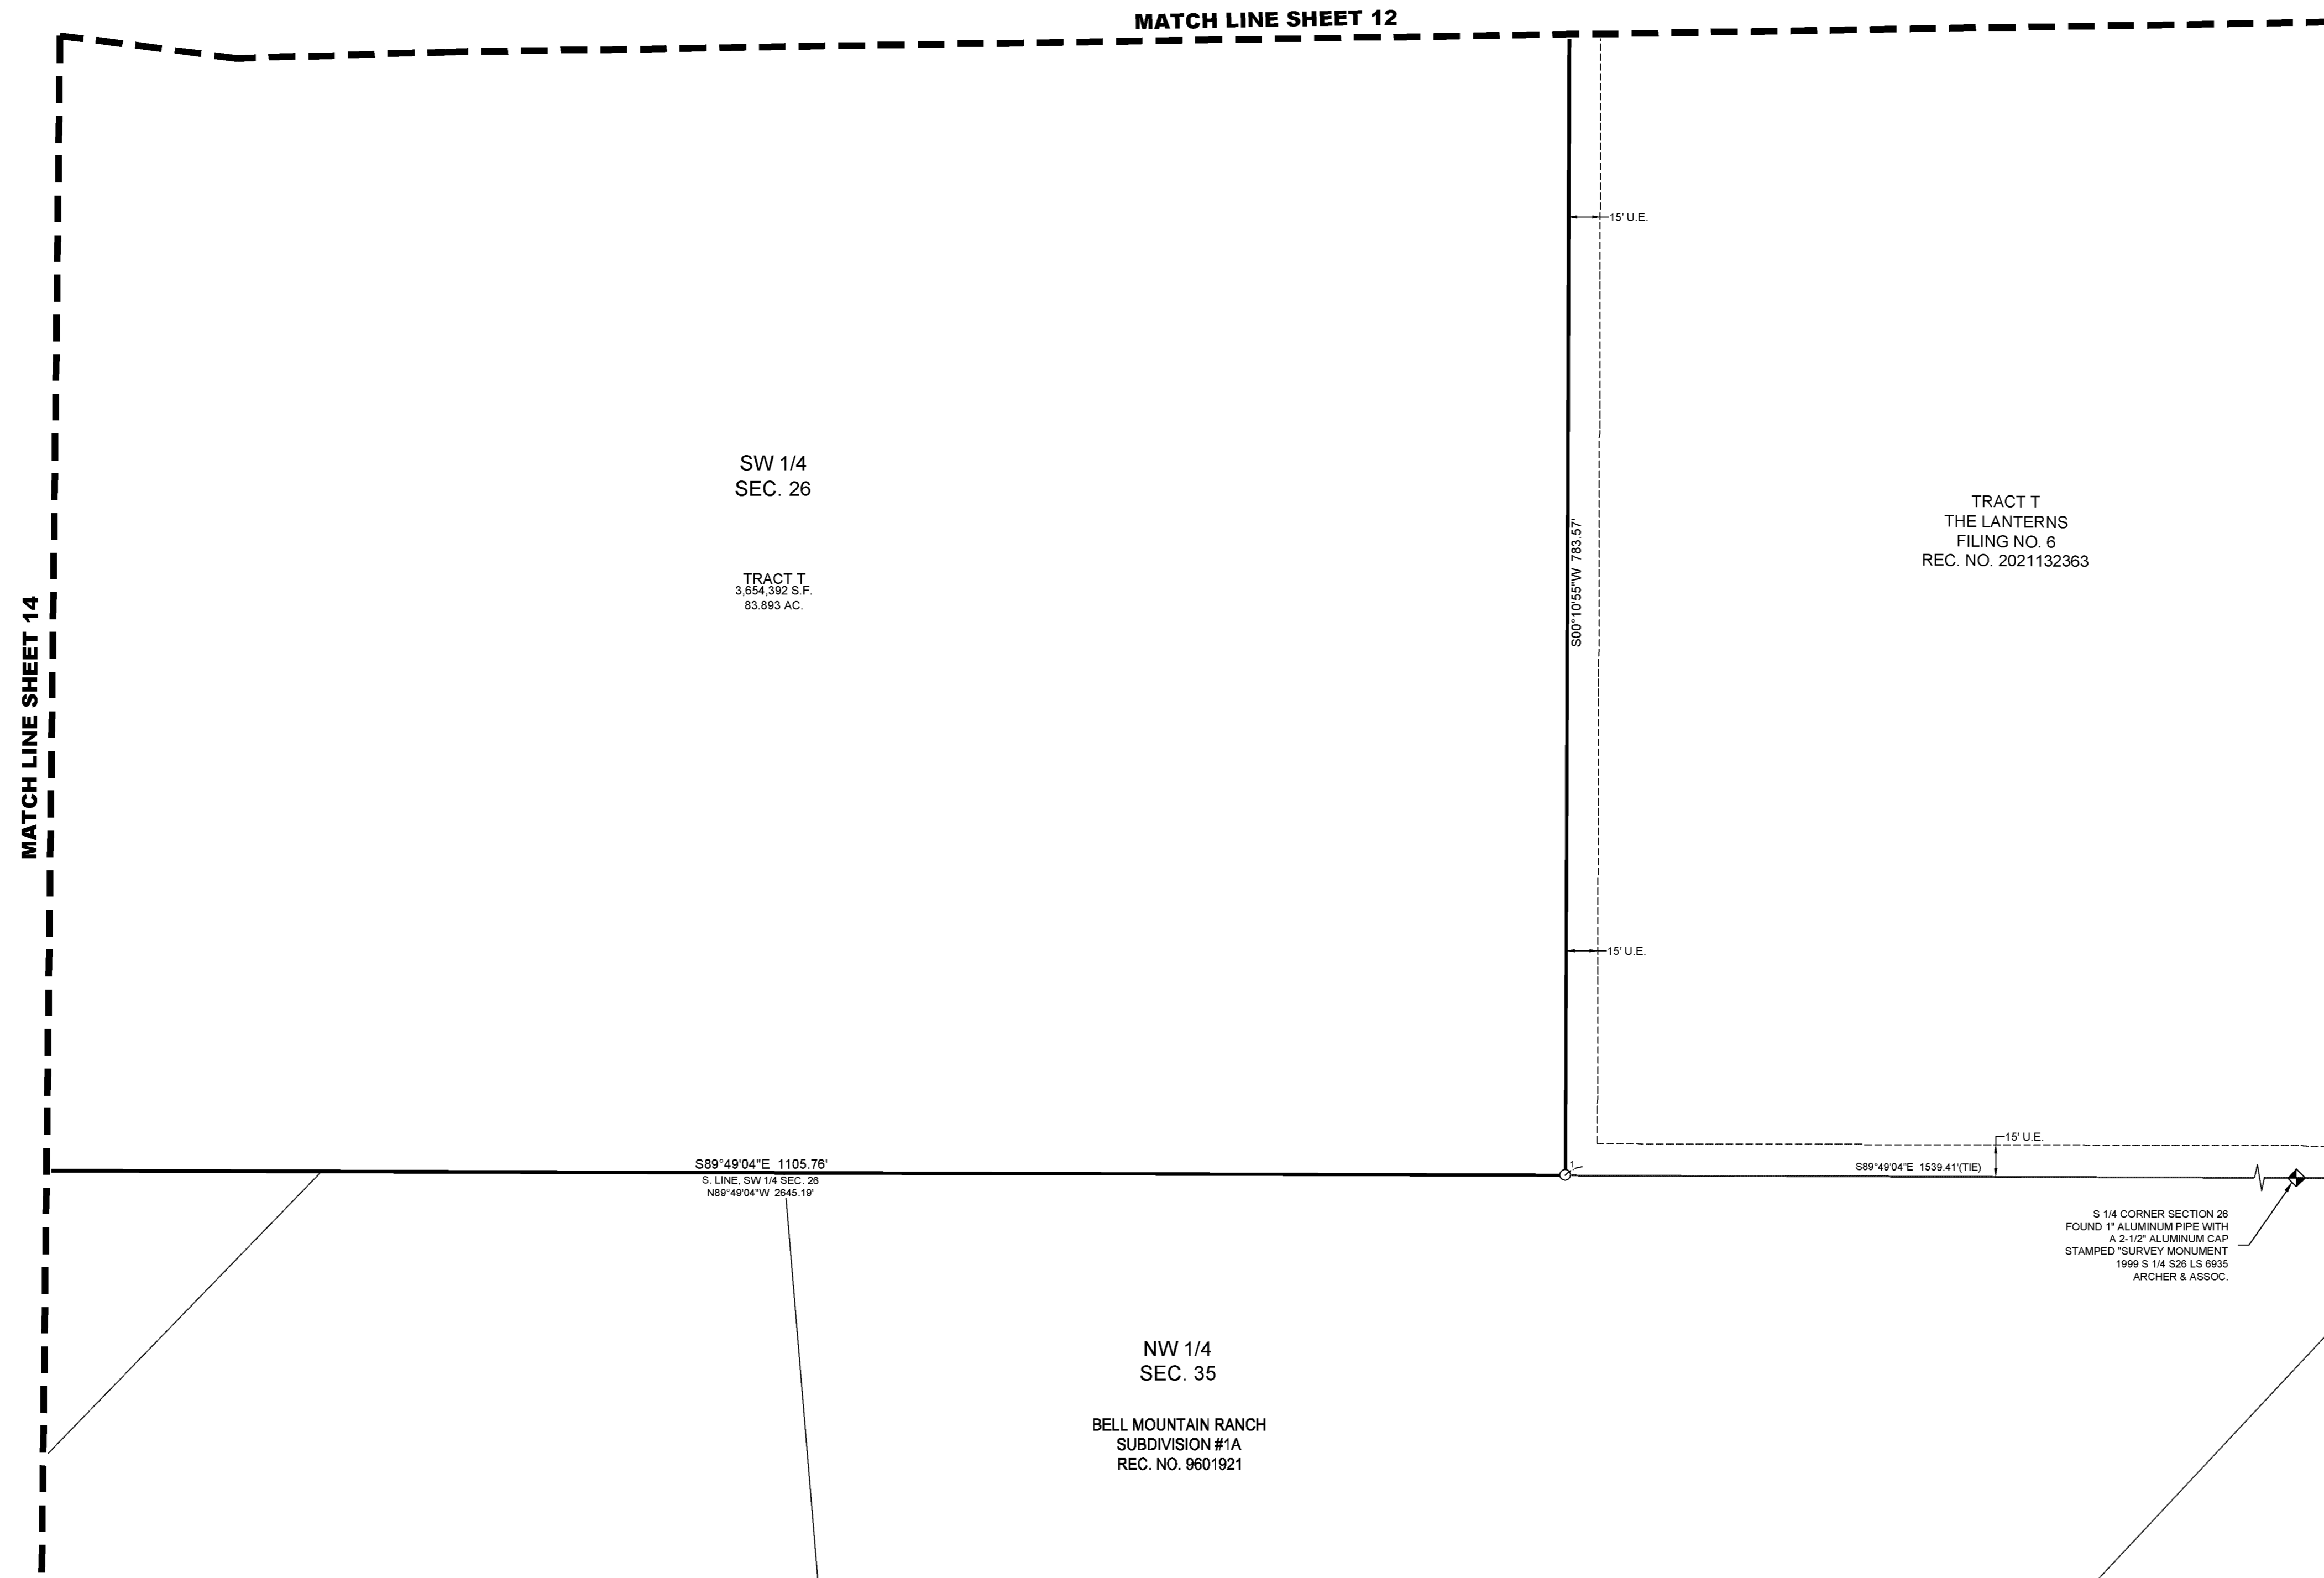 MATCH LINE SHEET 12
15' U.E.
SW 1/4
SEC. 26
TRACT T
3,654,392 S.F.
83.893 AC.
S00°10'55"W 783.57'
TRACT T
THE LANTERNS
FILING NO. 6
REC. NO. 2021132363
MATCH LINE SHEET 14
15' U.E.
15' U.E.
S89°49'04"E 1105.76'
S. LINE, SW 1/4 SEC. 26
N89°49'04"W 2645.19'
1
S89°49'04"E 1539.41'(TIE)
S 1/4 CORNER SECTION 26
FOUND 1" ALUMINUM PIPE WITH
A 2-1/2" ALUMINUM CAP
STAMPED "SURVEY MONUMENT
1999 S 1/4 S26 LS 6935
ARCHER & ASSOC.
NW 1/4
SEC. 35
BELL MOUNTAIN RANCH
SUBDIVISION #1A
REC. NO. 9601921